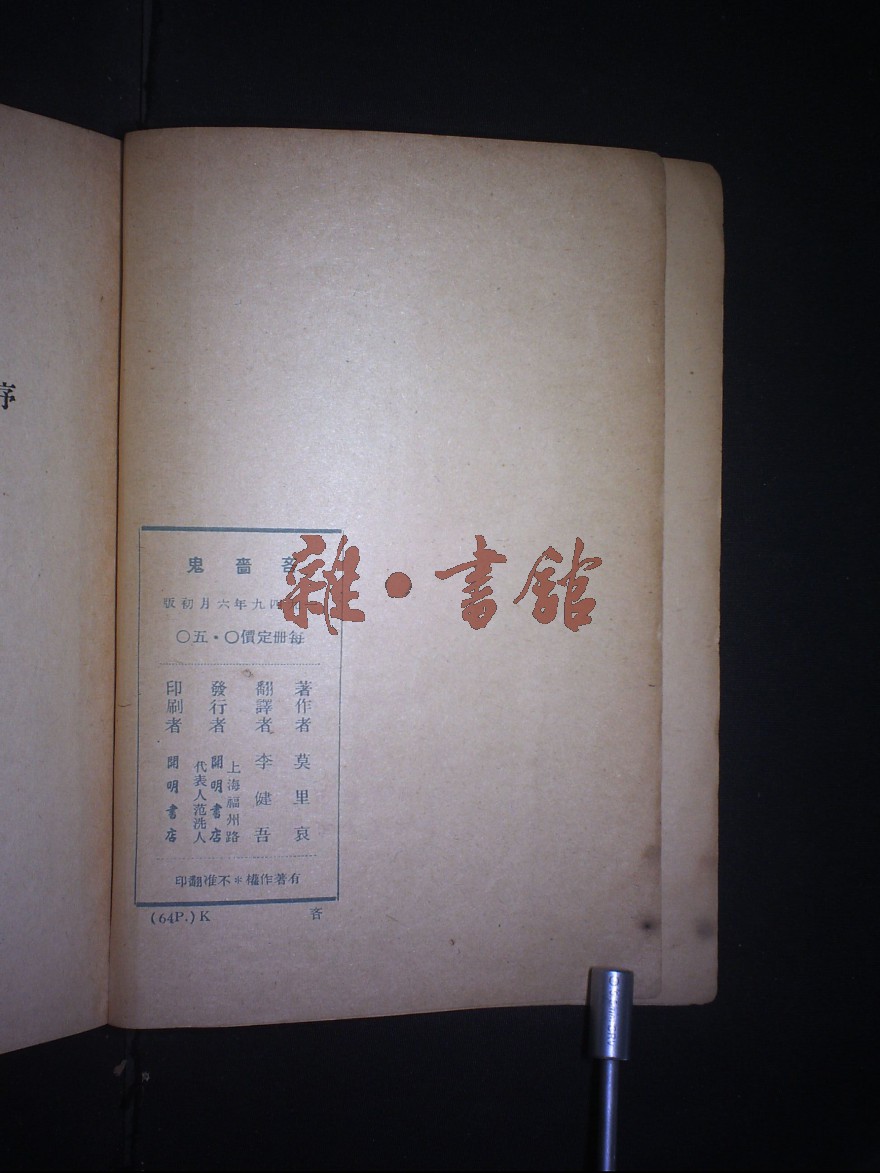 序
吝嗇鬼
四九年六月初版
每册定價〇・五〇
著作者 莫里哀
翻譯者 李健吾
發行者 上海福州路 開明書店 代表人范洗人
印刷者 開明書店
有著作權＊不准翻印
(64P.)K
吝
雜・書館